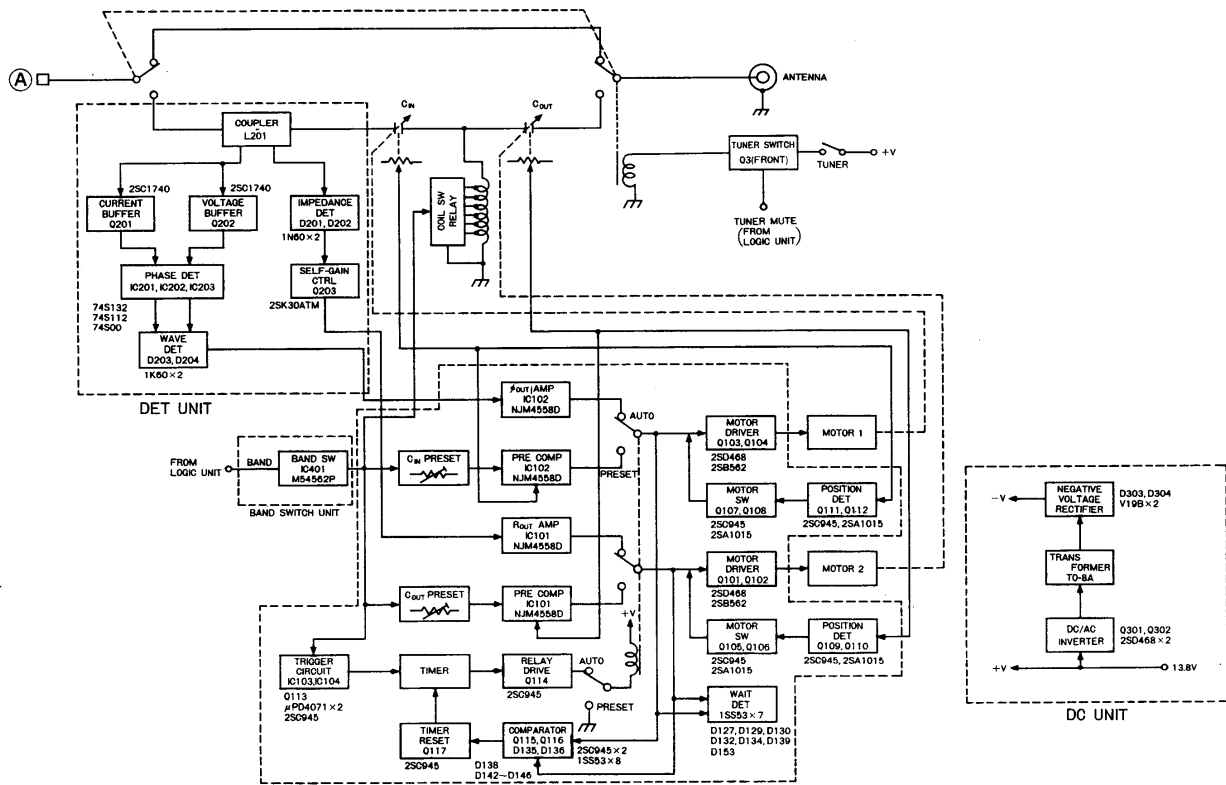 A
ANTENNA
COUPLER
L201
CIN
COUT
TUNER SWITCH
Q3(FRONT)
TUNER
+V
TUNER MUTE
(FROM
LOGIC UNIT)
2SC1740
2SC1740
CURRENT
BUFFER
Q201
VOLTAGE
BUFFER
Q202
IMPEDANCE
DET
D201, D202
1N60×2
COIL SW
RELAY
PHASE DET
IC201, IC202, IC203
74S132
74S112
74S00
SELF-GAIN
CTRL
Q203
2SK30ATM
WAVE
DET
D203, D204
1K60×2
DET UNIT
FROM
LOGIC UNIT
BAND
BAND SW
IC401
M54562P
BAND SWITCH UNIT
OUT AMP
IC102
NJM4558D
AUTO
PRESET
CIN PRESET
PRE COMP
IC102
NJM4558D
ROUT AMP
IC101
NJM4558D
COUT PRESET
PRE COMP
IC101
NJM4558D
MOTOR
DRIVER
Q103, Q104
2SD468
2SB562
MOTOR 1
MOTOR
SW
Q107, Q108
2SC945
2SA1015
POSITION
DET
Q111, Q112
2SC945, 2SA1015
MOTOR
DRIVER
Q101, Q102
2SD468
2SB562
MOTOR 2
MOTOR
SW
Q105, Q106
2SC945
2SA1015
POSITION
DET
Q109, Q110
2SC945, 2SA1015
+V
TRIGGER
CIRCUIT
IC103, IC104
Q113
μPD4071×2
2SC945
TIMER
RELAY
DRIVE
Q114
2SC945
AUTO
PRESET
TIMER
RESET
Q117
2SC945
COMPARATOR
Q115, Q116
D135, D136
2SC945×2
1SS53×8
D138
D142~D146
WAIT
DET
1SS53×7
D127, D129, D130
D132, D134, D139
D153
-V
NEGATIVE
VOLTAGE
RECTIFIER
D303, D304
V19B×2
TRANS
FORMER
TO-8A
DC/AC
INVERTER
Q301, Q302
2SD468×2
+V
13.8V
DC UNIT